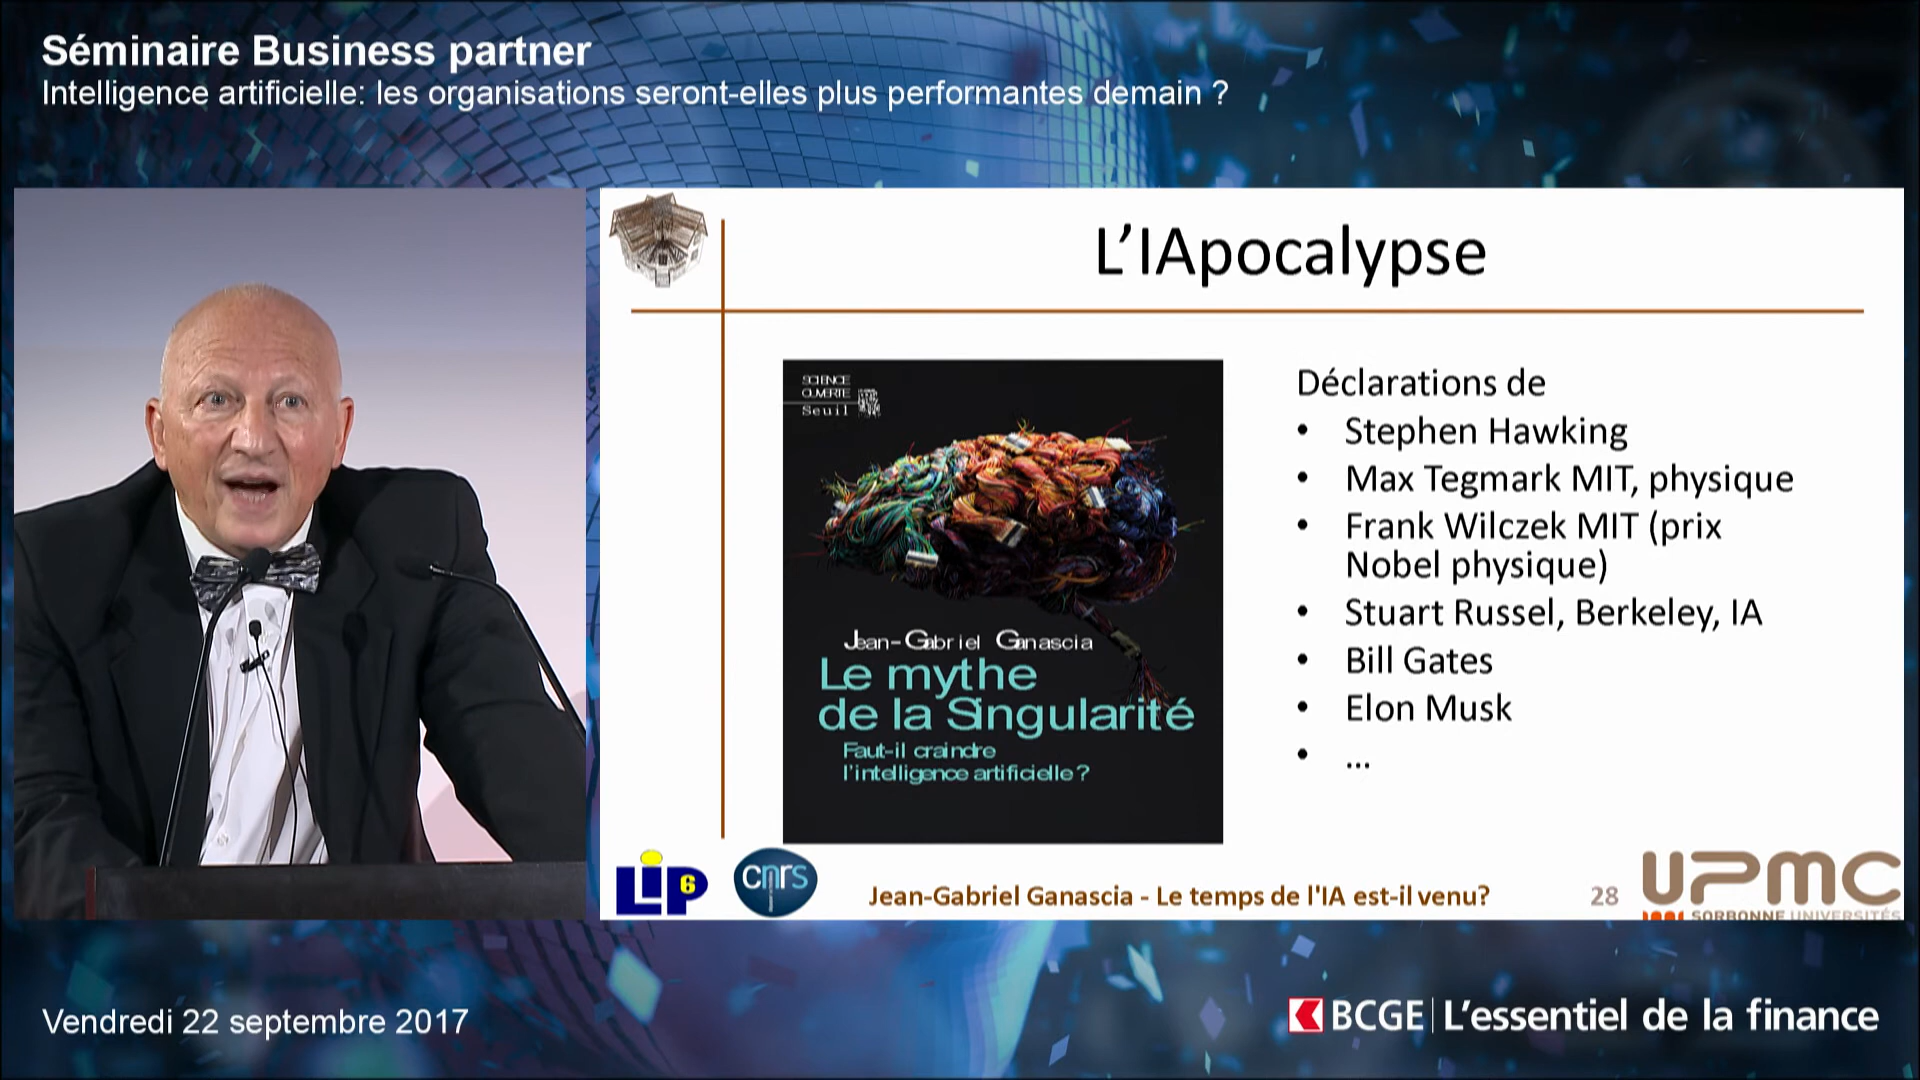 Séminaire Business partner
Intelligence artificielle: les organisations seront-elles plus performantes demain ?
L'IApocalypse
SCIENCE
OUVERTE
Seuil
Jean-Gabriel Ganascia
Le mythe
de la Singularité
Faut-il craindre
l'intelligence artificielle?
Déclarations de
• Stephen Hawking
• Max Tegmark MIT, physique
• Frank Wilczek MIT (prix
Nobel physique)
• Stuart Russel, Berkeley, IA
• Bill Gates
• Elon Musk
• ...
LIP6
cnrs
Jean-Gabriel Ganascia - Le temps de l'IA est-il venu?
28
UPMC
SORBONNE UNIVERSITÉS
Vendredi 22 septembre 2017
BCGE | L'essentiel de la finance